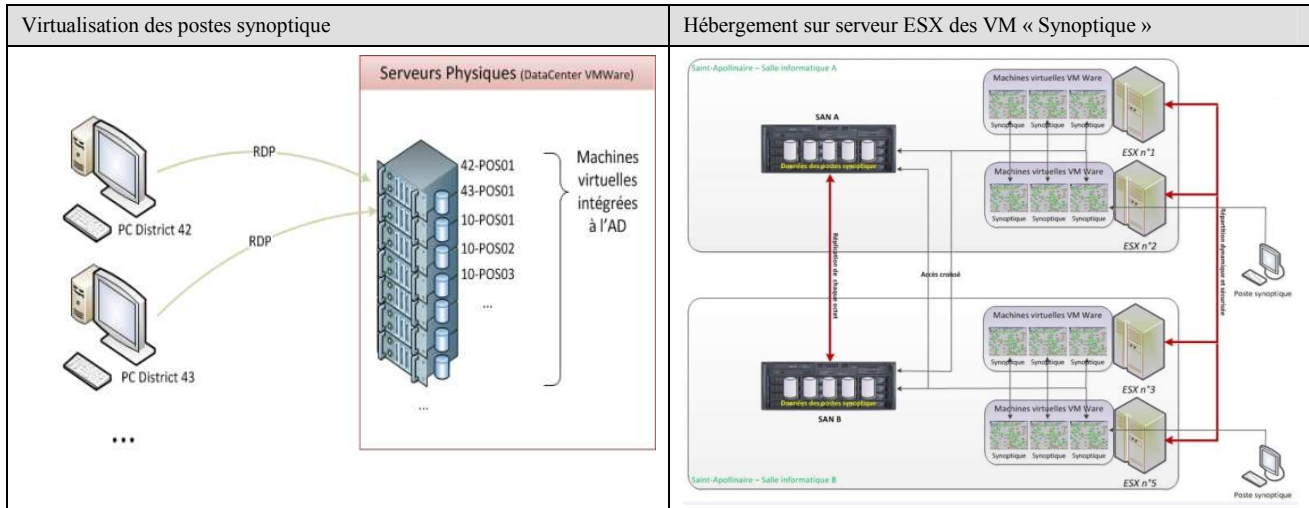 Virtualisation des postes synoptique
Hébergement sur serveur ESX des VM « Synoptique »
Serveurs Physiques (DataCenter VMWare)
RDP
PC District 42
RDP
PC District 43
...
42-POS01
43-POS01
10-POS01
10-POS02
10-POS03
...
...
Machines
virtuelles
intégrées
à l'AD
Saint-Apollinaire – Salle informatique A
SAN A
Données des postes synoptique
Machines virtuelles VM Ware
Synoptique Synoptique Synoptique
ESX n°1
Machines virtuelles VM Ware
Synoptique Synoptique Synoptique
ESX n°2
Réplication de
chaque octet
Accès croissé
Répartition dynamique et sécurisée
Poste synoptique
Données des postes synoptique
SAN B
Machines virtuelles VM Ware
Synoptique Synoptique Synoptique
ESX n°3
Machines virtuelles VM Ware
Synoptique Synoptique Synoptique
ESX n°5
Poste synoptique
Saint-Apollinaire – Salle informatique B